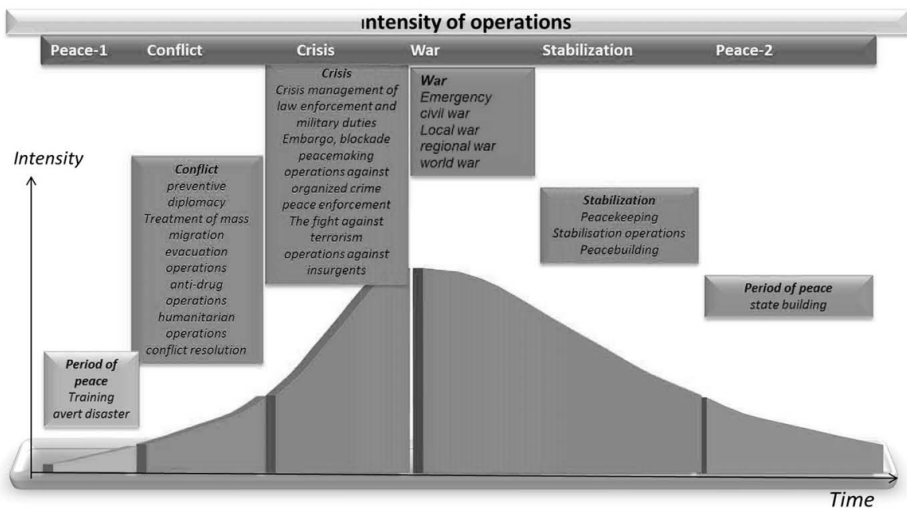 Intensity of operations
Peace-1 Conflict Crisis War Stabilization Peace-2
Intensity
Period of
peace
Training
avert disaster
Conflict
preventive
diplomacy
Treatment of mass
migration
evacuation
operations
anti-drug
operations
humanitarian
operations
conflict resolution
Crisis
Crisis management of
law enforcement and
military duties
Embargo, blockade
peacemaking
operations against
organized crime
peace enforcement
The fight against
terrorism
operations against
insurgents
War
Emergency
civil war
Local war
regional war
world war
Stabilization
Peacekeeping
Stabilisation operations
Peacebuilding
Period of peace
state building
Time